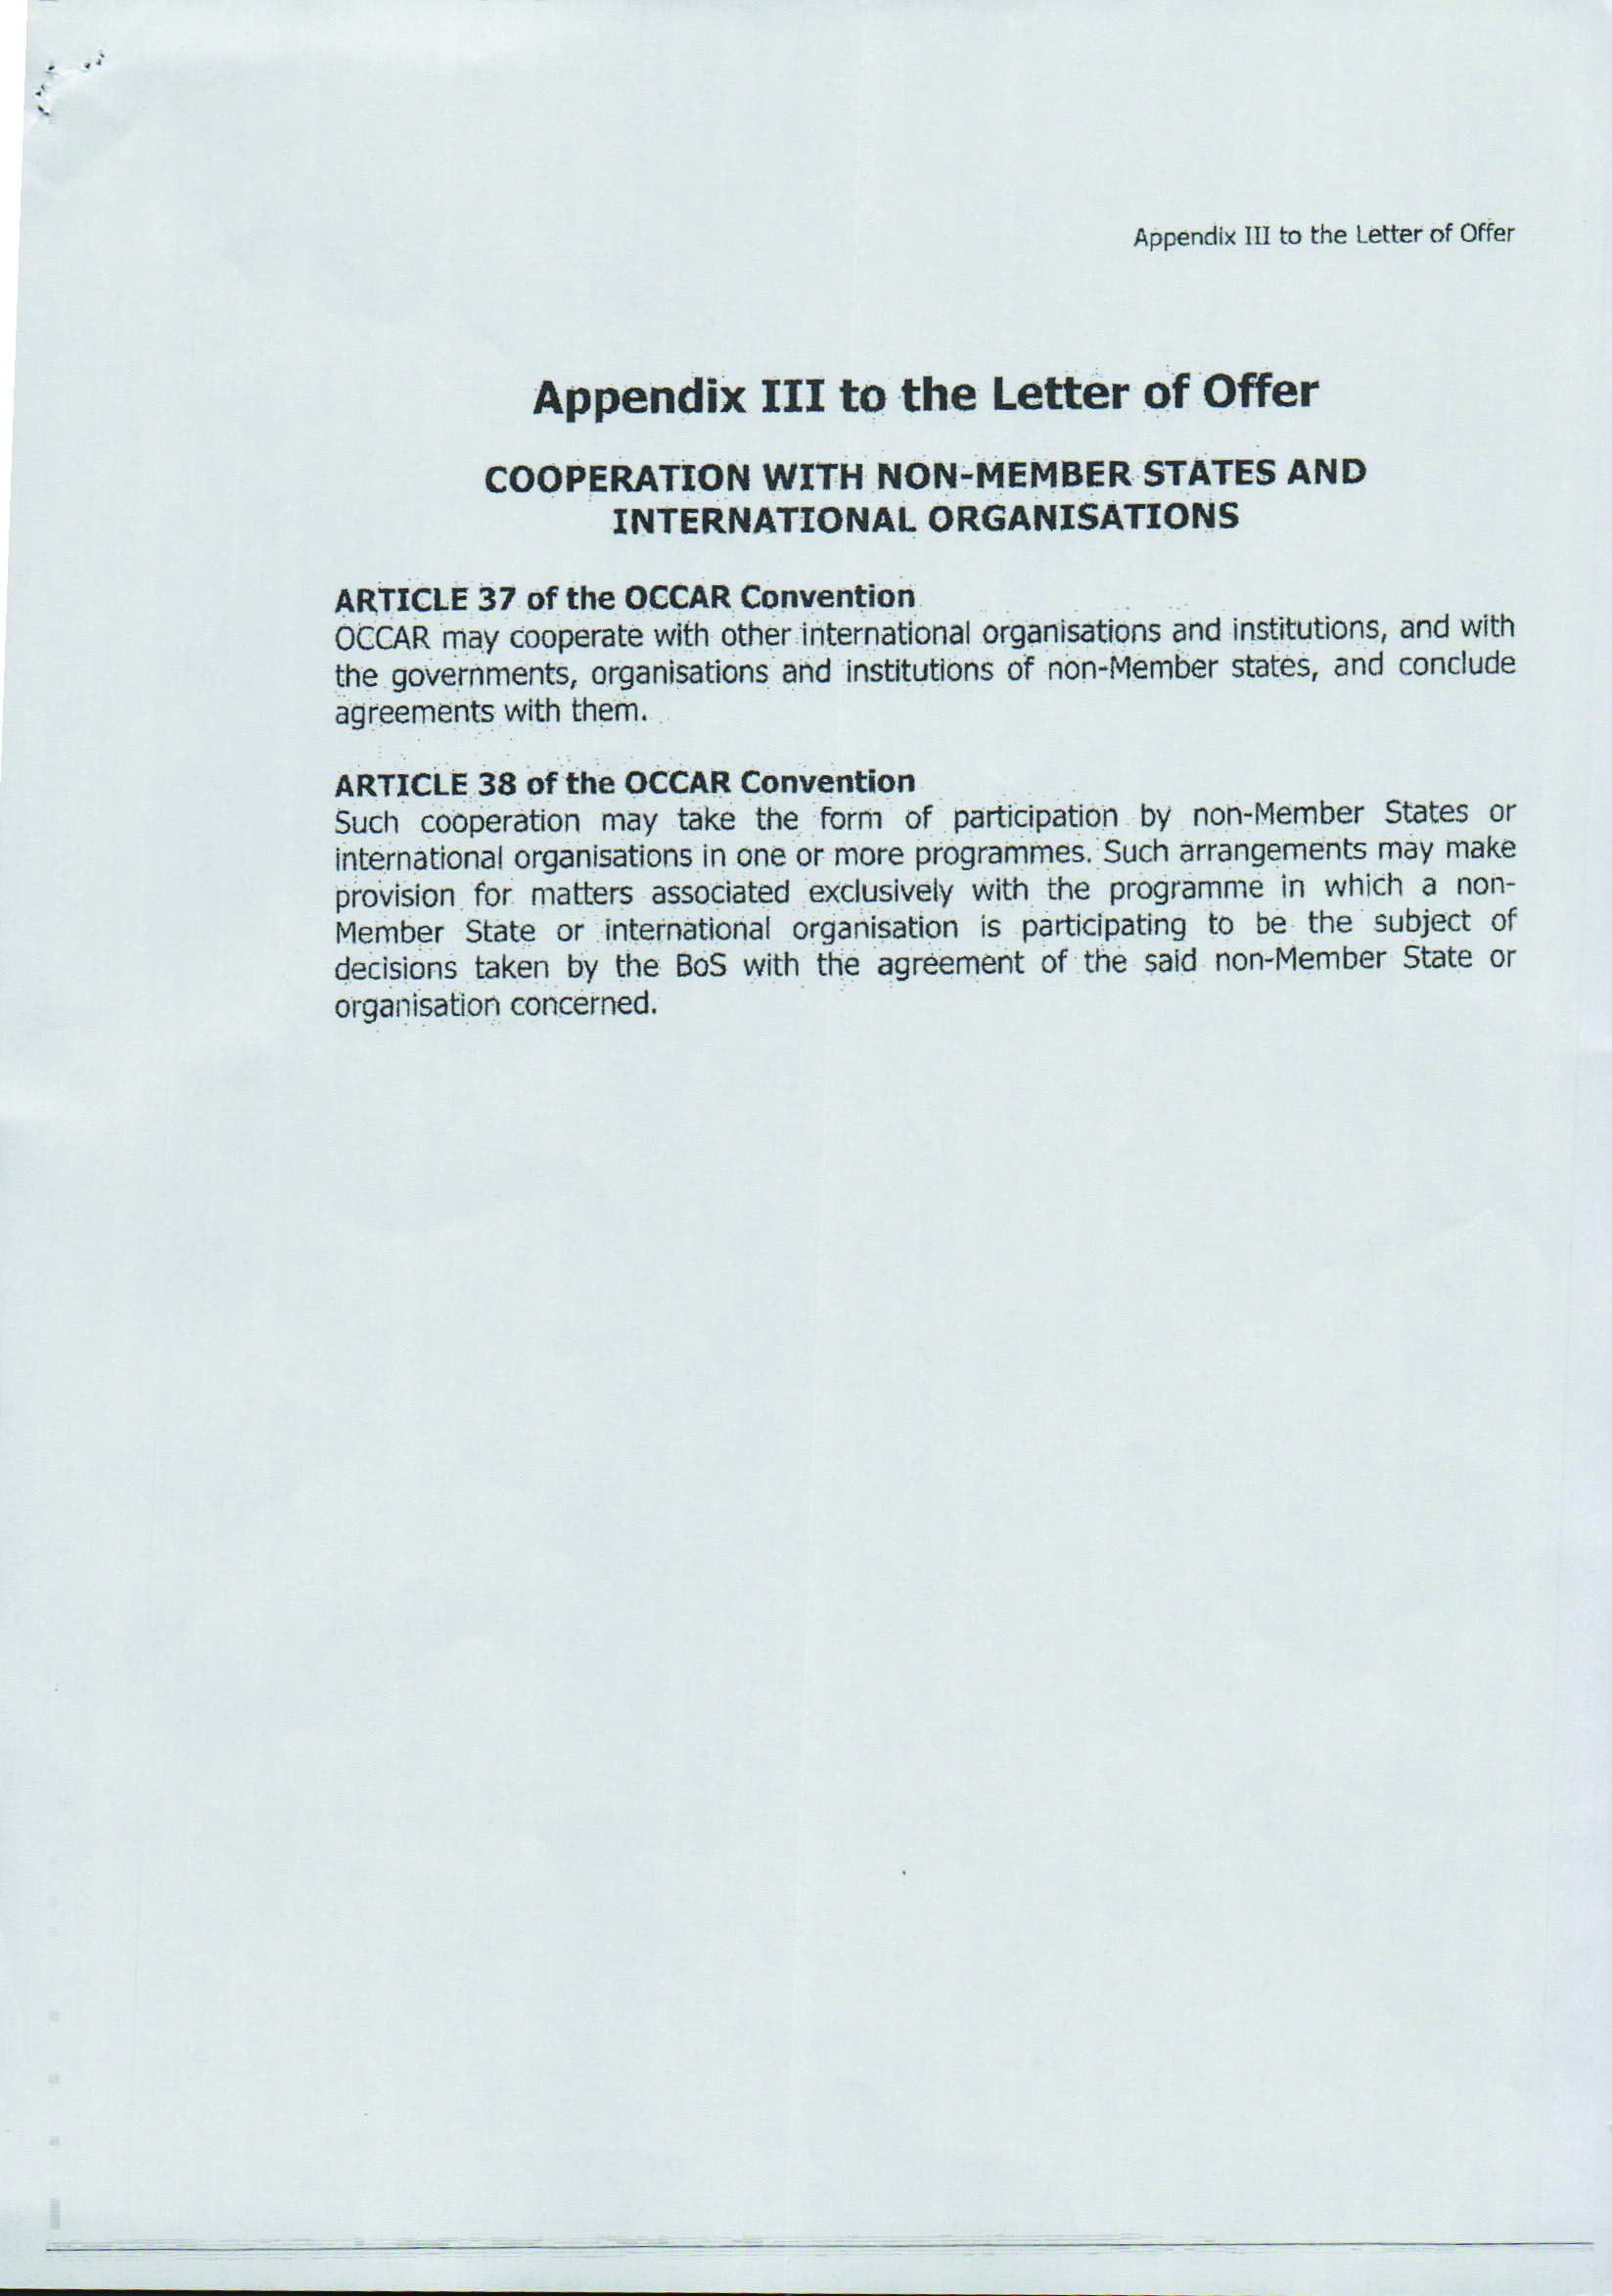 Appendix III to the Letter of Offer
Appendix III to the Letter of Offer
COOPERATION WITH NON-MEMBER STATES AND
INTERNATIONAL ORGANISATIONS
ARTICLE 37 of the OCCAR Convention
OCCAR may cooperate with other international organisations and institutions, and with
the governments, organisations and institutions of non-Member states, and conclude
agreements with them.
ARTICLE 38 of the OCCAR Convention
Such cooperation may take the form of participation by non-Member States or
international organisations in one or more programmes. Such arrangements may make
provision for matters associated exclusively with the programme in which a non-
Member State or international organisation is participating to be the subject of
decisions taken by the BoS with the agreement of the said non-Member State or
organisation concerned.